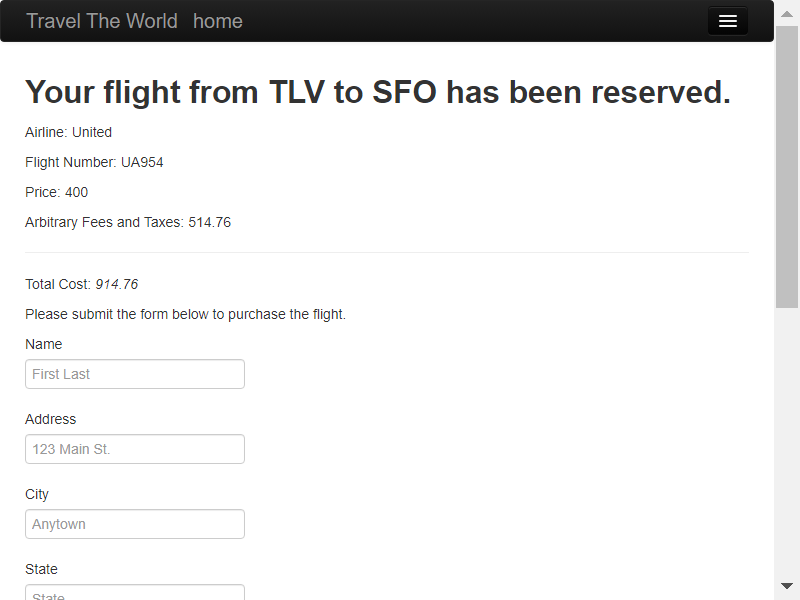 Travel The World home
Your flight from TLV to SFO has been reserved.
Airline: United
Flight Number: UA954
Price: 400
Arbitrary Fees and Taxes: 514.76
Total Cost: 914.76
Please submit the form below to purchase the flight.
Name
First Last
Address
123 Main St.
City
Anytown
State
State